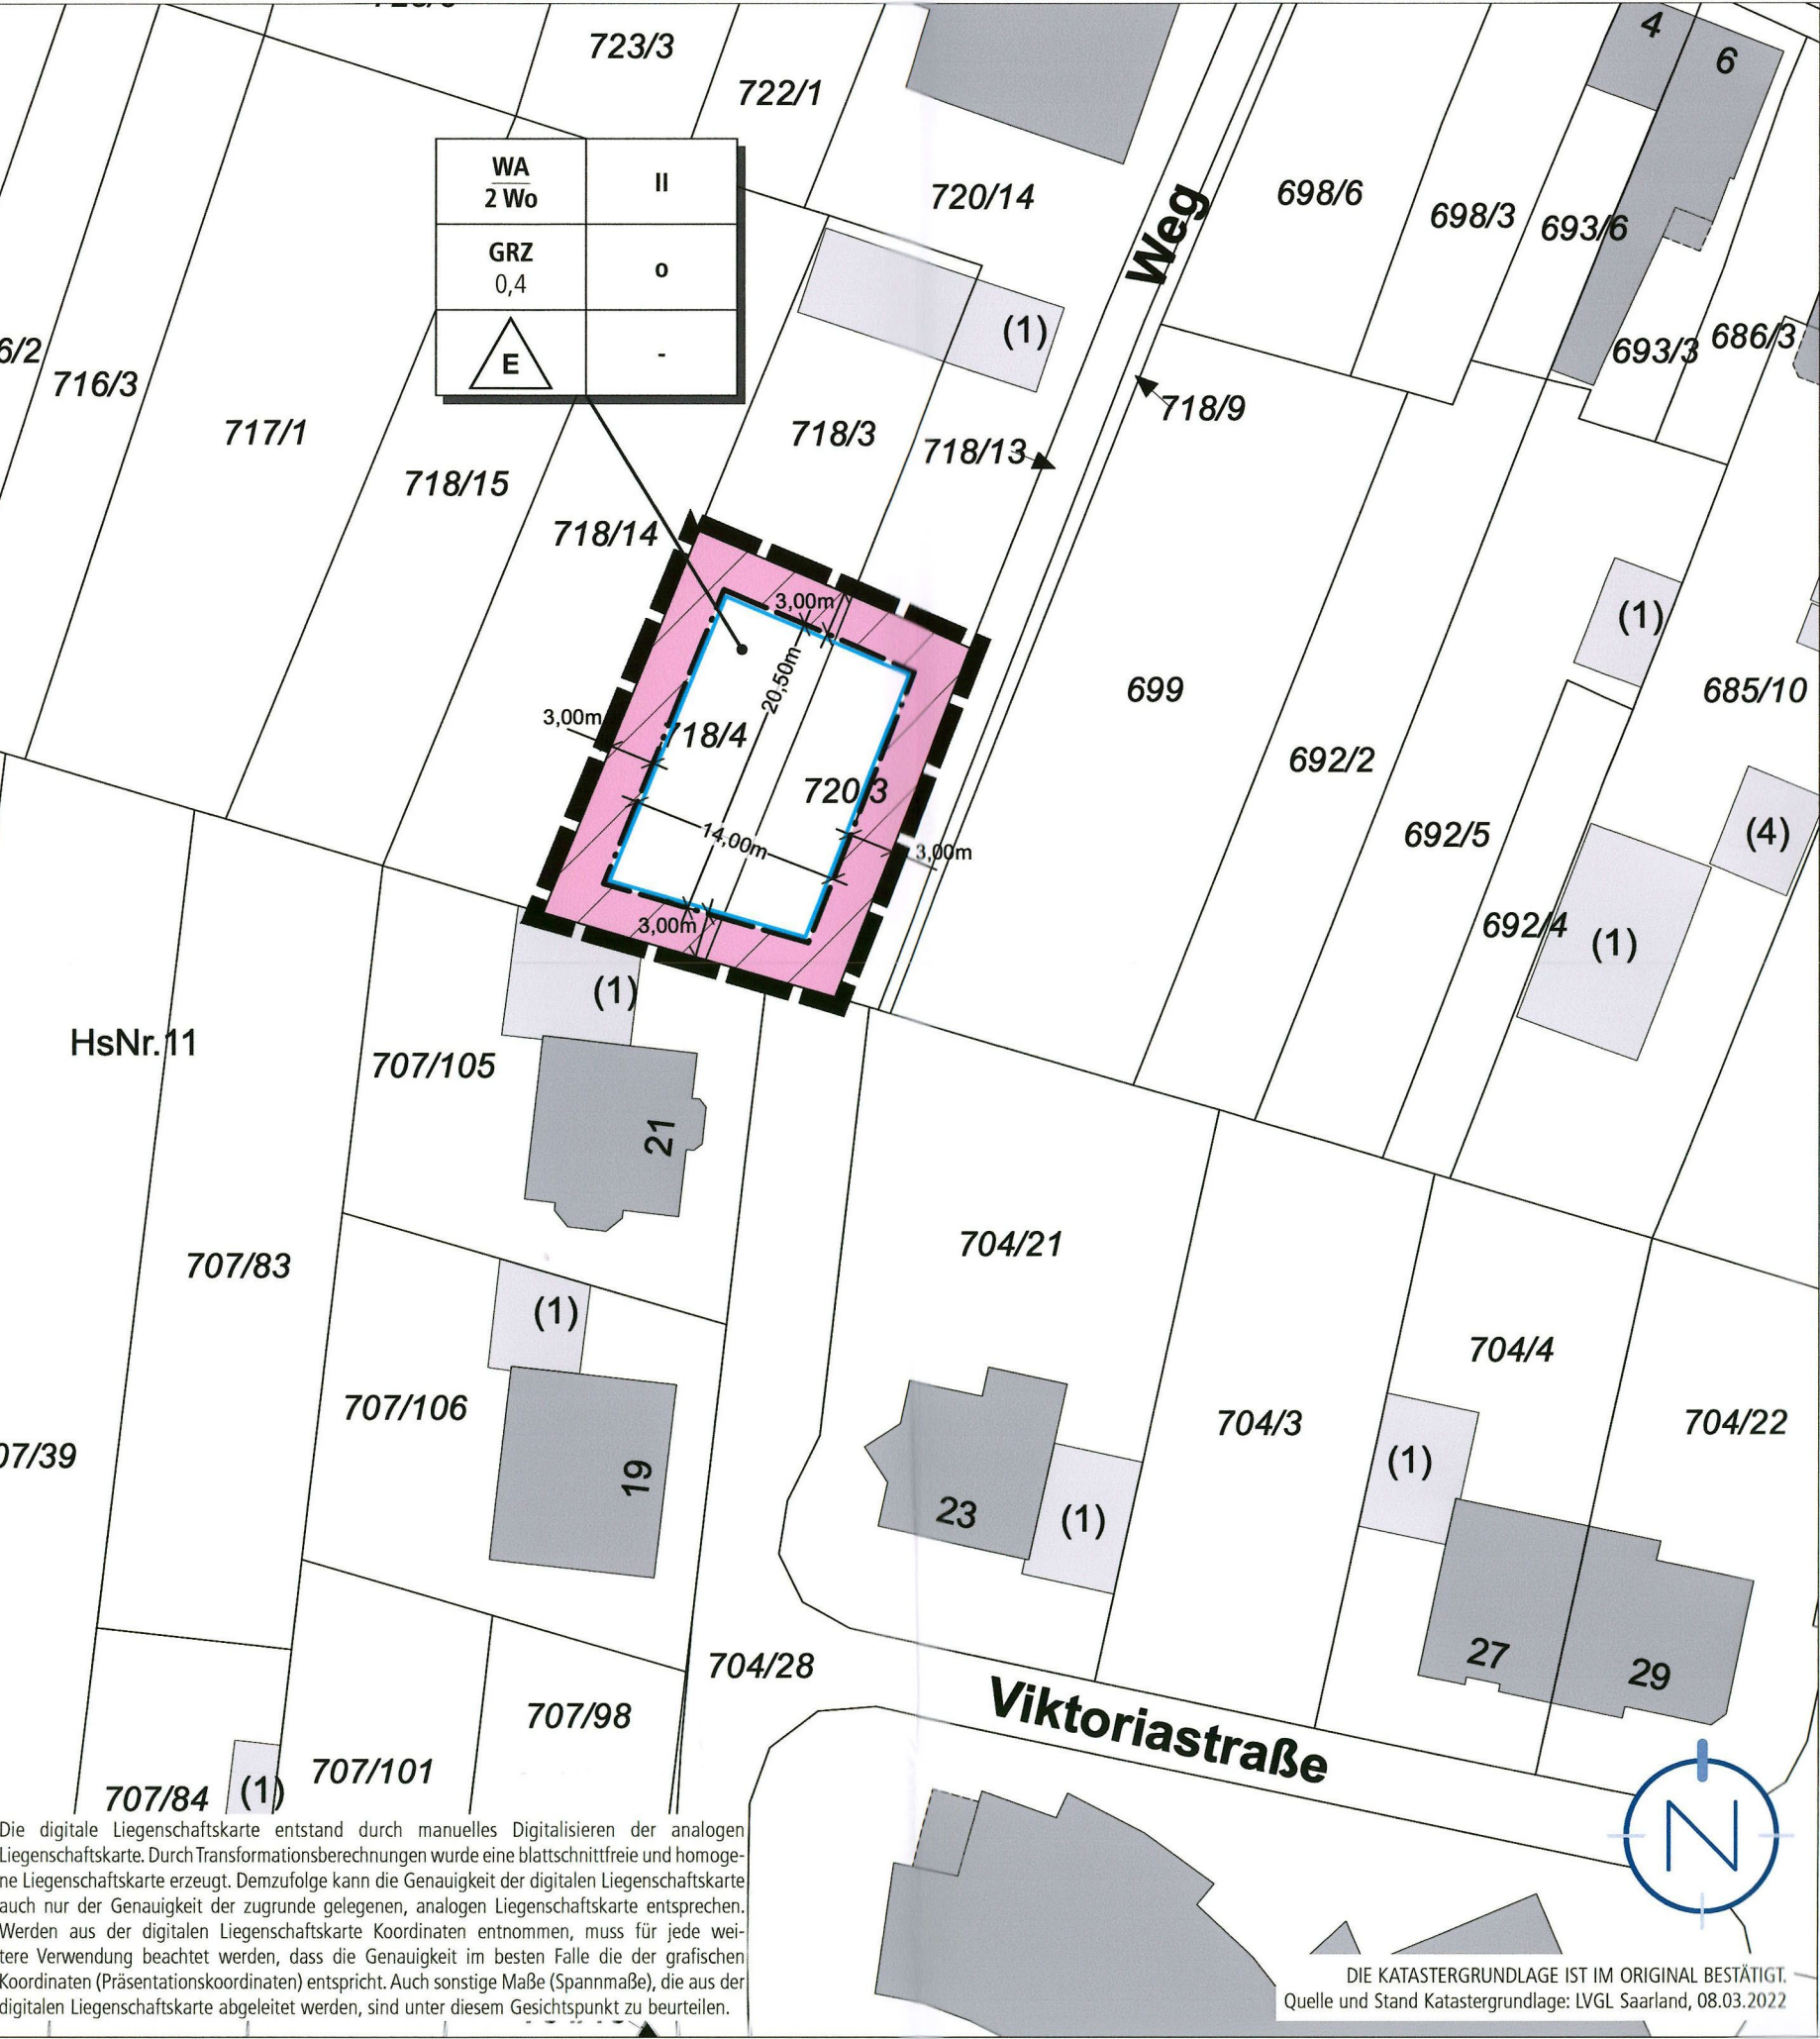 723/3
722/1
4
6
WA
2 Wo
II
GRZ
0,4
o
E
-
720/14
Weg
698/6
698/3
693/6
693/3
686/3
6/2
716/3
717/1
(1)
718/9
718/3
718/13
718/15
718/14
3,00m
20,50m
(1)
699
685/10
3,00m
718/4
720/3
692/2
14,00m
3,00m
692/5
(4)
3,00m
692/4
(1)
(1)
HsNr.11
707/105
21
704/21
707/83
(1)
704/4
707/106
19
704/3
704/22
07/39
(1)
23
(1)
27
29
704/28
Viktoriastraße
707/98
707/101
707/84
(1)
N
Die digitale Liegenschaftskarte entstand durch manuelles Digitalisieren der analogen
Liegenschaftskarte. Durch Transformationsberechnungen wurde eine blattschnittfreie und homoge-
ne Liegenschaftskarte erzeugt. Demzufolge kann die Genauigkeit der digitalen Liegenschaftskarte
auch nur der Genauigkeit der zugrunde gelegenen, analogen Liegenschaftskarte entsprechen.
Werden aus der digitalen Liegenschaftskarte Koordinaten entnommen, muss für jede wei-
tere Verwendung beachtet werden, dass die Genauigkeit im besten Falle die der grafischen
Koordinaten (Präsentationskoordinaten) entspricht. Auch sonstige Maße (Spannmaße), die aus der
digitalen Liegenschaftskarte abgeleitet werden, sind unter diesem Gesichtspunkt zu beurteilen.
DIE KATASTERGRUNDLAGE IST IM ORIGINAL BESTÄTIGT.
Quelle und Stand Katastergrundlage: LVGL Saarland, 08.03.2022